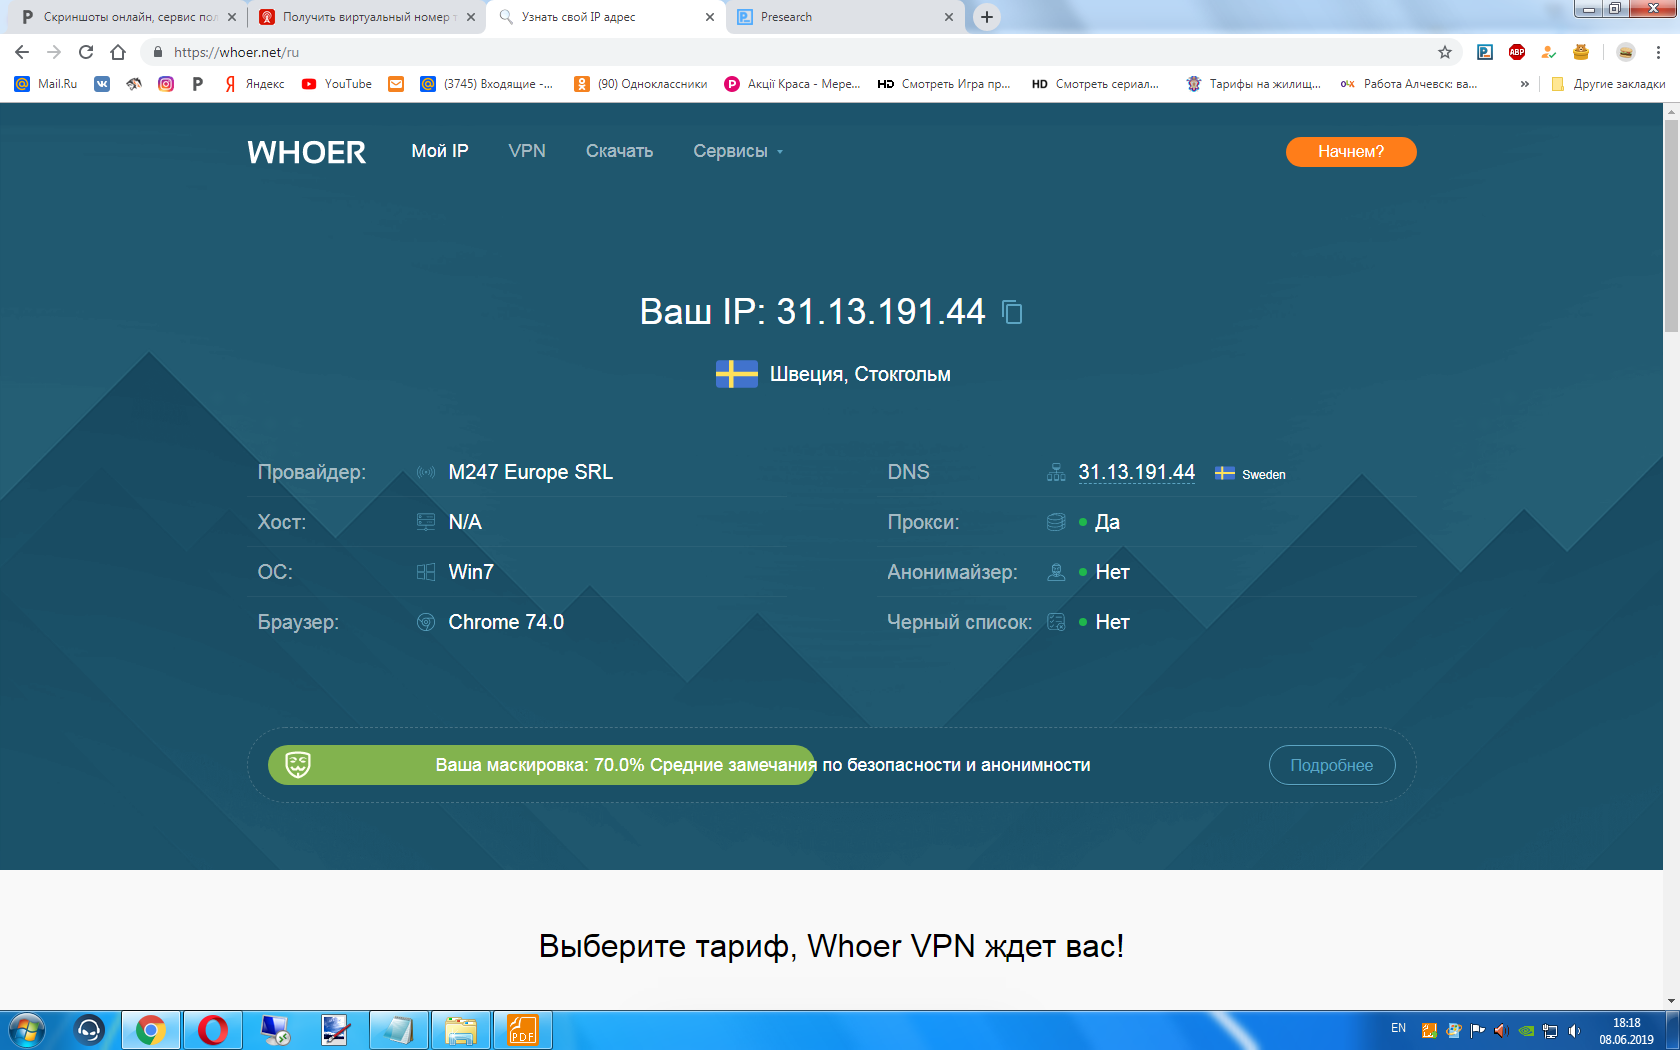 Скриншоты онлайн, сервис пол
Получить виртуальный номер т
Узнать свой IP адрес
Presearch
https://whoer.net/ru
ABP
Mail.Ru
Яндекс
YouTube
(3745) Входящие -...
(90) Одноклассники
Акції Краса - Мере...
HD Смотреть Игра пр...
HD Смотреть сериал...
Тарифы на жилищ...
olx Работа Алчевск: ва...
»
Другие закладки
WHOER
Мой IP
VPN
Скачать
Сервисы
Начнем?
Ваш IP: 31.13.191.44
Швеция, Стокгольм
Провайдер: M247 Europe SRL
Хост: N/A
ОС: Win7
Браузер: Chrome 74.0
DNS 31.13.191.44 Sweden
Прокси: Да
Анонимайзер: Нет
Черный список: Нет
Ваша маскировка: 70.0% Средние замечания по безопасности и анонимности
Подробнее
Выберите тариф, Whoer VPN ждет вас!
PDF
EN
18:18
08.06.2019